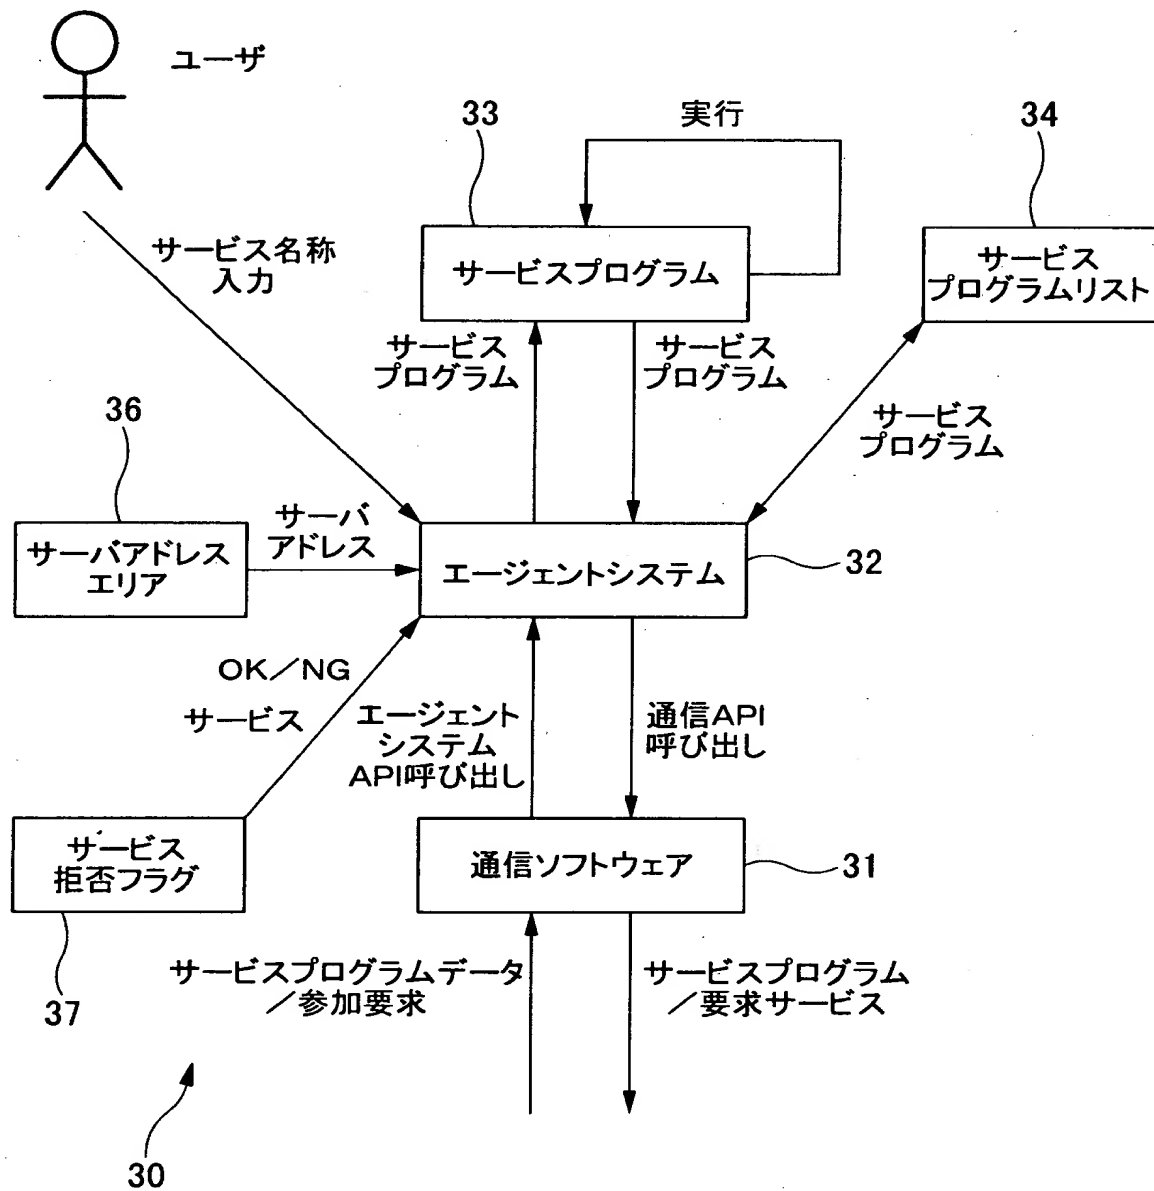 ユーザ
33
実行
34
サービス名称
入力
サービスプログラム
サービス
プログラムリスト
サービス
プログラム
サービス
プログラム
サービス
プログラム
36
サーバアドレス
エリア
サーバ
アドレス
エージェントシステム
32
OK／NG
サービス
エージェント
システム
API呼び出し
通信API
呼び出し
サービス
拒否フラグ
通信ソフトウェア
31
37
サービスプログラムデータ
／参加要求
サービスプログラム
／要求サービス
30